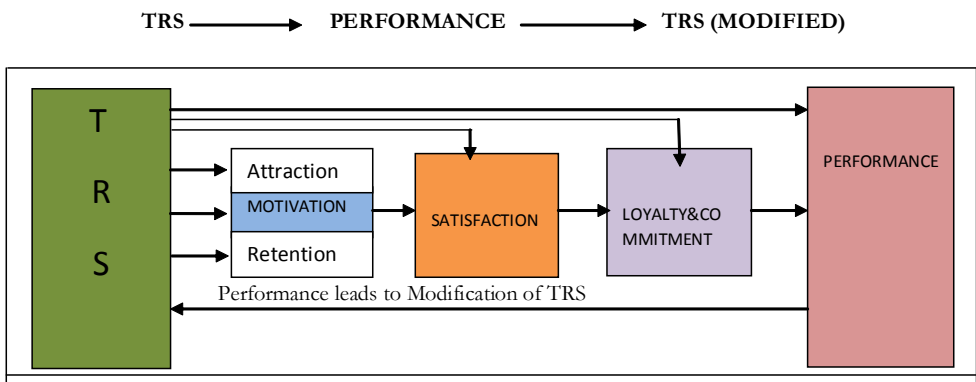 TRS PERFORMANCE TRS (MODIFIED)
T
R
S
Attraction
MOTIVATION
Retention
SATISFACTION
LOYALTY&CO
MMITMENT
PERFORMANCE
Performance leads to Modification of TRS